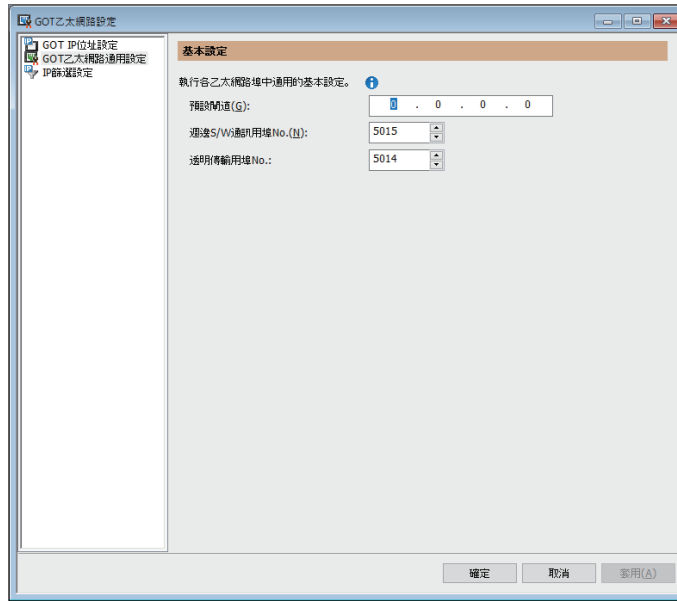 GOT乙太網路設定
GOT IP位址設定
GOT乙太網路通用設定
IP篩選設定
基本設定
執行各乙太網路埠中通用的基本設定。
預設閘道(G): 0 . 0 . 0 . 0
週邊S/W通訊用埠No.(N): 5015
透明傳輸用埠No.: 5014
確定 取消 套用(A)